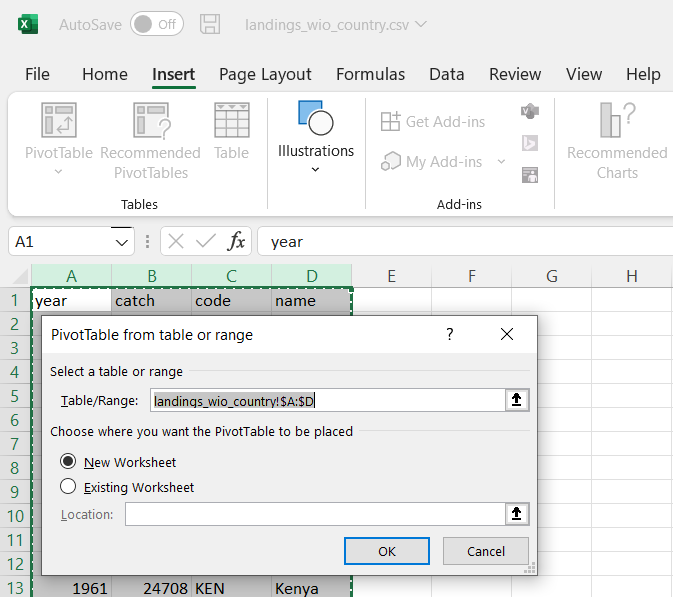 AutoSave Off landings_wio_country.csv
File Home Insert Page Layout Formulas Data Review View Help
PivotTable Recommended PivotTables Table Illustrations Get Add-ins My Add-ins Recommended Charts
Tables Add-ins
A1 fx year
A B C D E F G H
1 year catch code name
2
3
4
5
6
7
8
9
10
11
12
13 1961 24708 KEN Kenya
PivotTable from table or range ?
Select a table or range
Table/Range: landings_wio_country!$A:$D
Choose where you want the PivotTable to be placed
New Worksheet
Existing Worksheet
Location:
OK Cancel